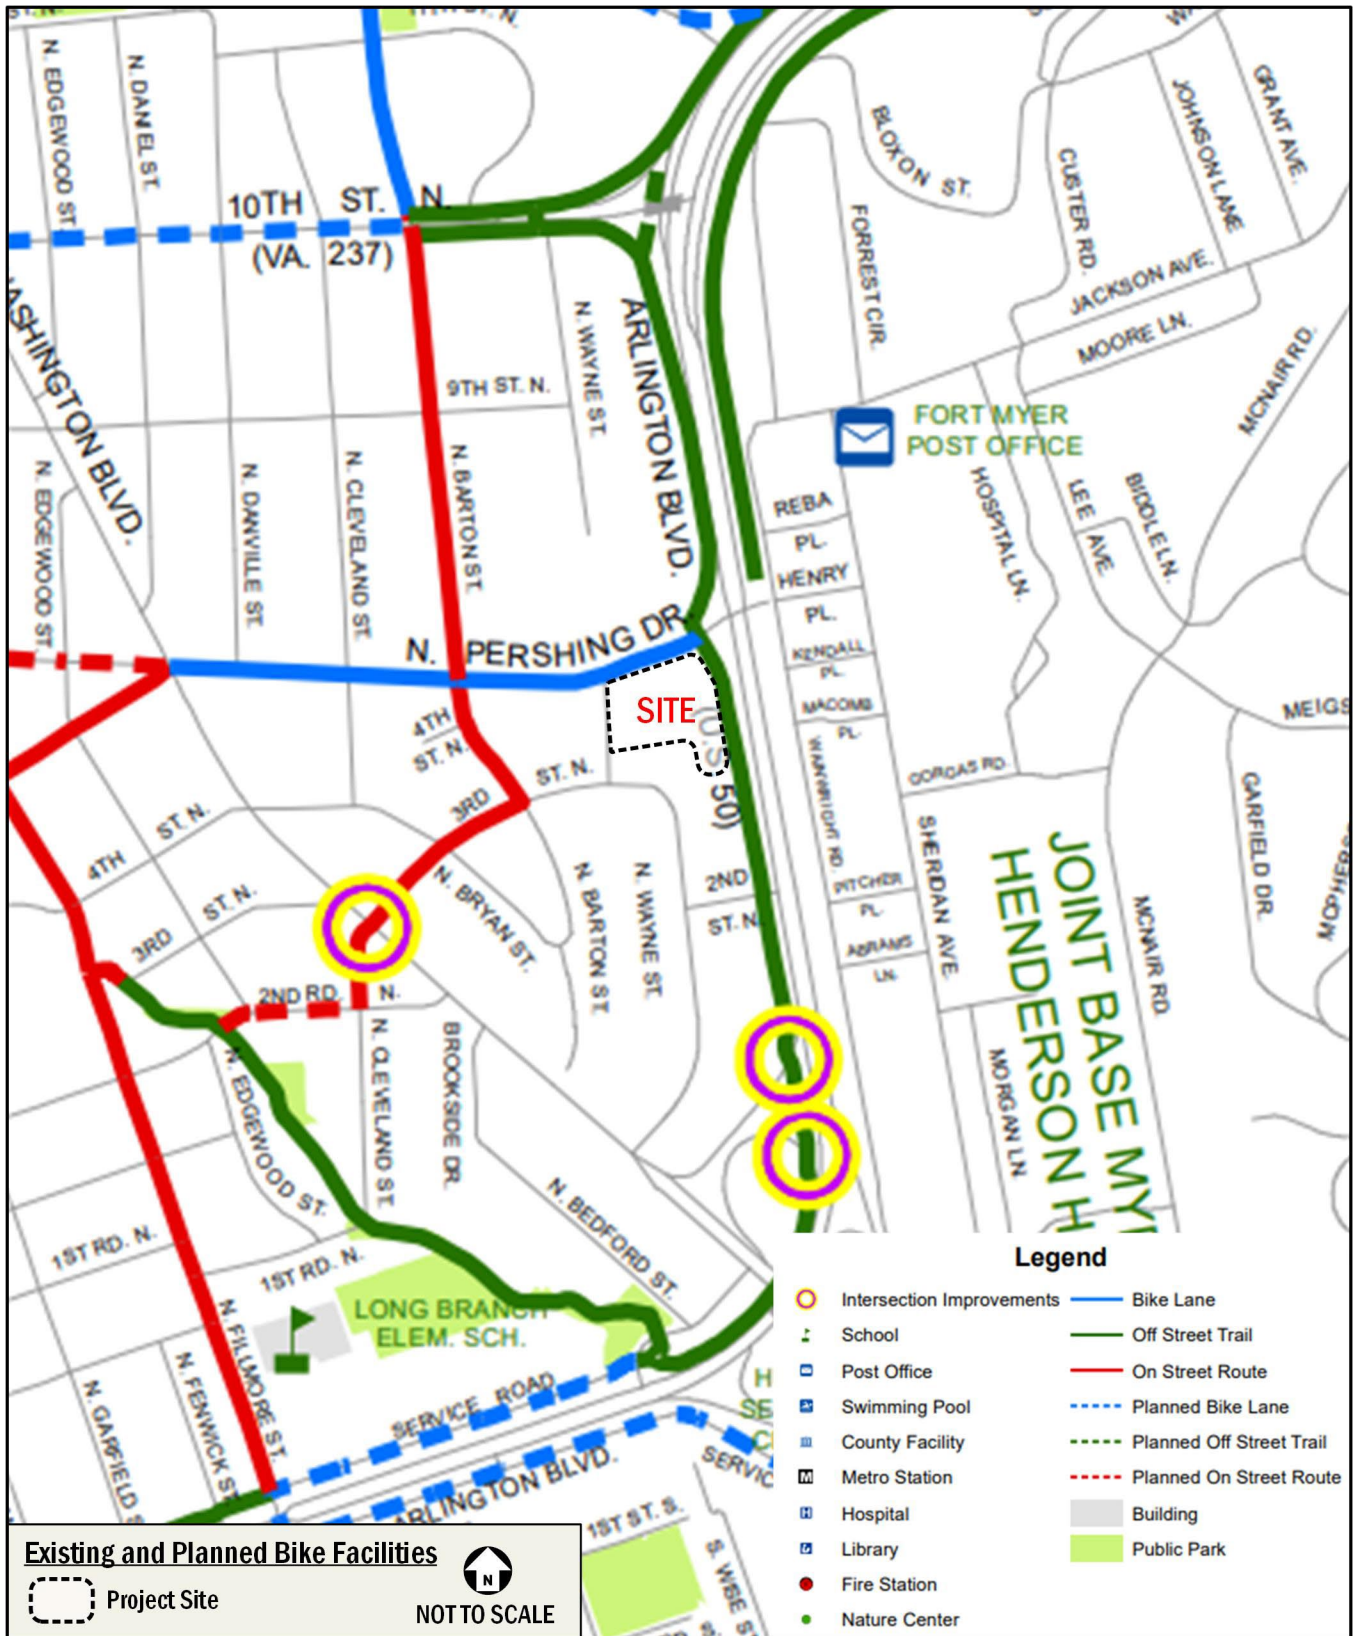 N. EDGEWOOD ST.
N. DANIEL ST.
10TH ST. N.
(VA. 237)
BLOXON ST.
CUSTER RD.
JOHNSON LANE
GRANT AVE.
FORREST CIR.
JACKSON AVE.
MOORE LN.
MCNAIR RD.
N. WAYNE ST.
ARLINGTON BLVD.
9TH ST. N.
FORT MYER
POST OFFICE
N. EDGEWOOD ST.
N. DANVILLE ST.
N. CLEVELAND ST.
N. BARTON ST.
REBA
PL.
HENRY
PL.
KENDALL
PL.
MACOMB
PL.
HOSPITAL LN.
LEE AVE.
BIDDLE LN.
N. PERSHING DR.
SITE
(U.S. 50)
4TH
ST. N.
3RD ST. N.
WAINWRIGHT RD.
GORGAS RD.
MEIGS
GARFIELD DR.
SHERIDAN AVE.
JOINT BASE MY
HENDERSON H
MCNAIR RD.
4TH ST. N.
3RD ST. N.
N. BRYAN ST.
N. BARTON ST.
N. WAYNE ST.
2ND
ST. N.
PITCHER
PL.
ABRAMS
LN.
2ND RD. N.
N. EDGEWOOD ST.
N. CLEVELAND ST.
BROOKSIDE DR.
MORGAN LN.
N. BEDFORD ST.
1ST RD. N.
1ST RD. N.
LONG BRANCH
ELEM. SCH.
N. FILLMORE ST.
N. FENWICK ST.
N. GARFIELD S
SERVICE ROAD
ARLINGTON BLVD.
SERVIC
1ST ST. S.
Legend
Intersection Improvements
School
Post Office
Swimming Pool
County Facility
Metro Station
Hospital
Library
Fire Station
Nature Center
Bike Lane
Off Street Trail
On Street Route
Planned Bike Lane
Planned Off Street Trail
Planned On Street Route
Building
Public Park
Existing and Planned Bike Facilities
Project Site
N
NOT TO SCALE